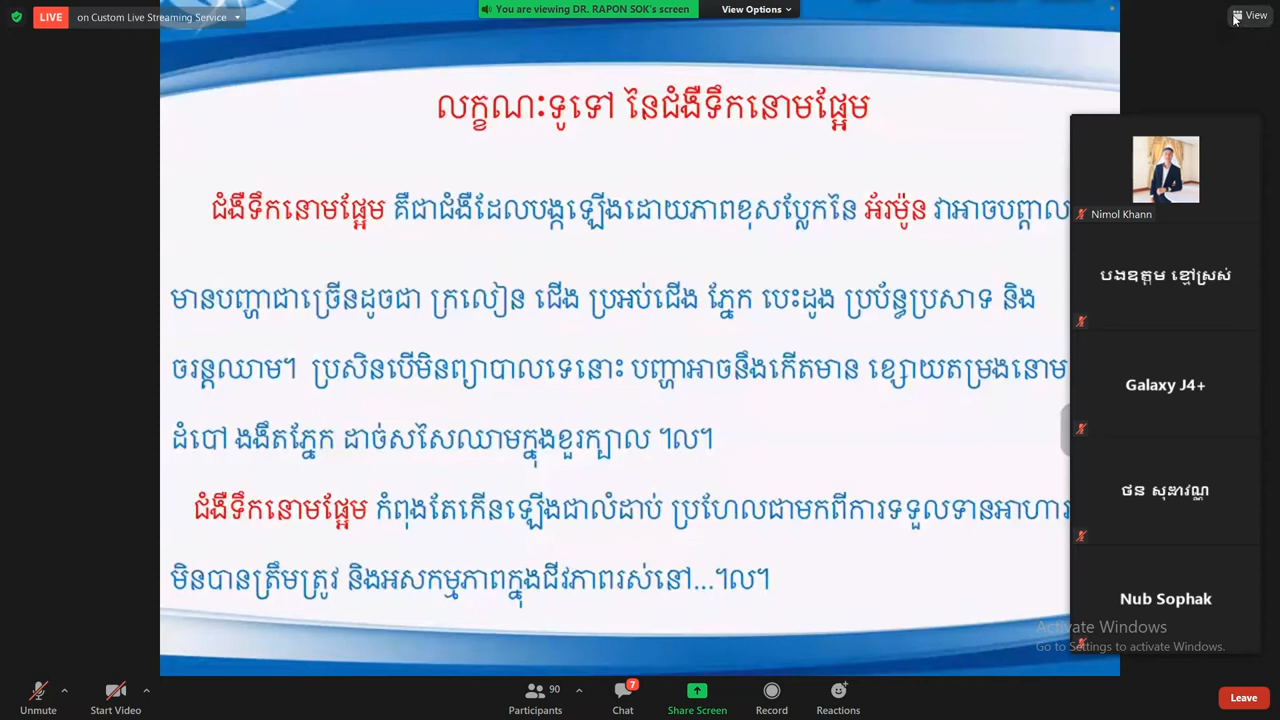 LIVE on Custom Live Streaming Service
You are viewing DR. RAPON SOK's screen
View Options
View
លក្ខណៈទូទៅ នៃជំងឺទឹកនោមផ្អែម
ជំងឺទឹកនោមផ្អែម គឺជាជំងឺដែលបង្កឡើងដោយភាពខុសប្លែកនៃ អ័រម៉ូន វាអាចបណ្តាល
មានបញ្ហាជាច្រើនដូចជា ក្រលៀន ជើង ប្រអប់ជើង ភ្នែក បេះដូង ប្រប័ន្ធប្រសាទ និង
ចរន្តឈាម។ ប្រសិនបើមិនព្យាបាលទេនោះ បញ្ហាអាចនឹងកើតមាន ខ្សោយតម្រងនោម
ដំបៅ ងងឹតភ្នែក ដាច់សសៃឈាមក្នុងខួរក្បាល ។ល។
ជំងឺទឹកនោមផ្អែម កំពុងតែកើនឡើងជាលំដាប់ ប្រហែលជាមកពីការទទួលទានអាហារ
មិនបានត្រឹមត្រូវ និងអសកម្មភាពក្នុងជីវភាពរស់នៅ...។ល។
Nimol Khann
បងឧត្តម ខ្មៅស្រស់
Galaxy J4+
ថន សុឌាវណ្ណ
Nub Sophak
Activate Windows
Go to Settings to activate Windows.
Unmute
Start Video
90
Participants
7
Chat
Share Screen
Record
Reactions
Leave